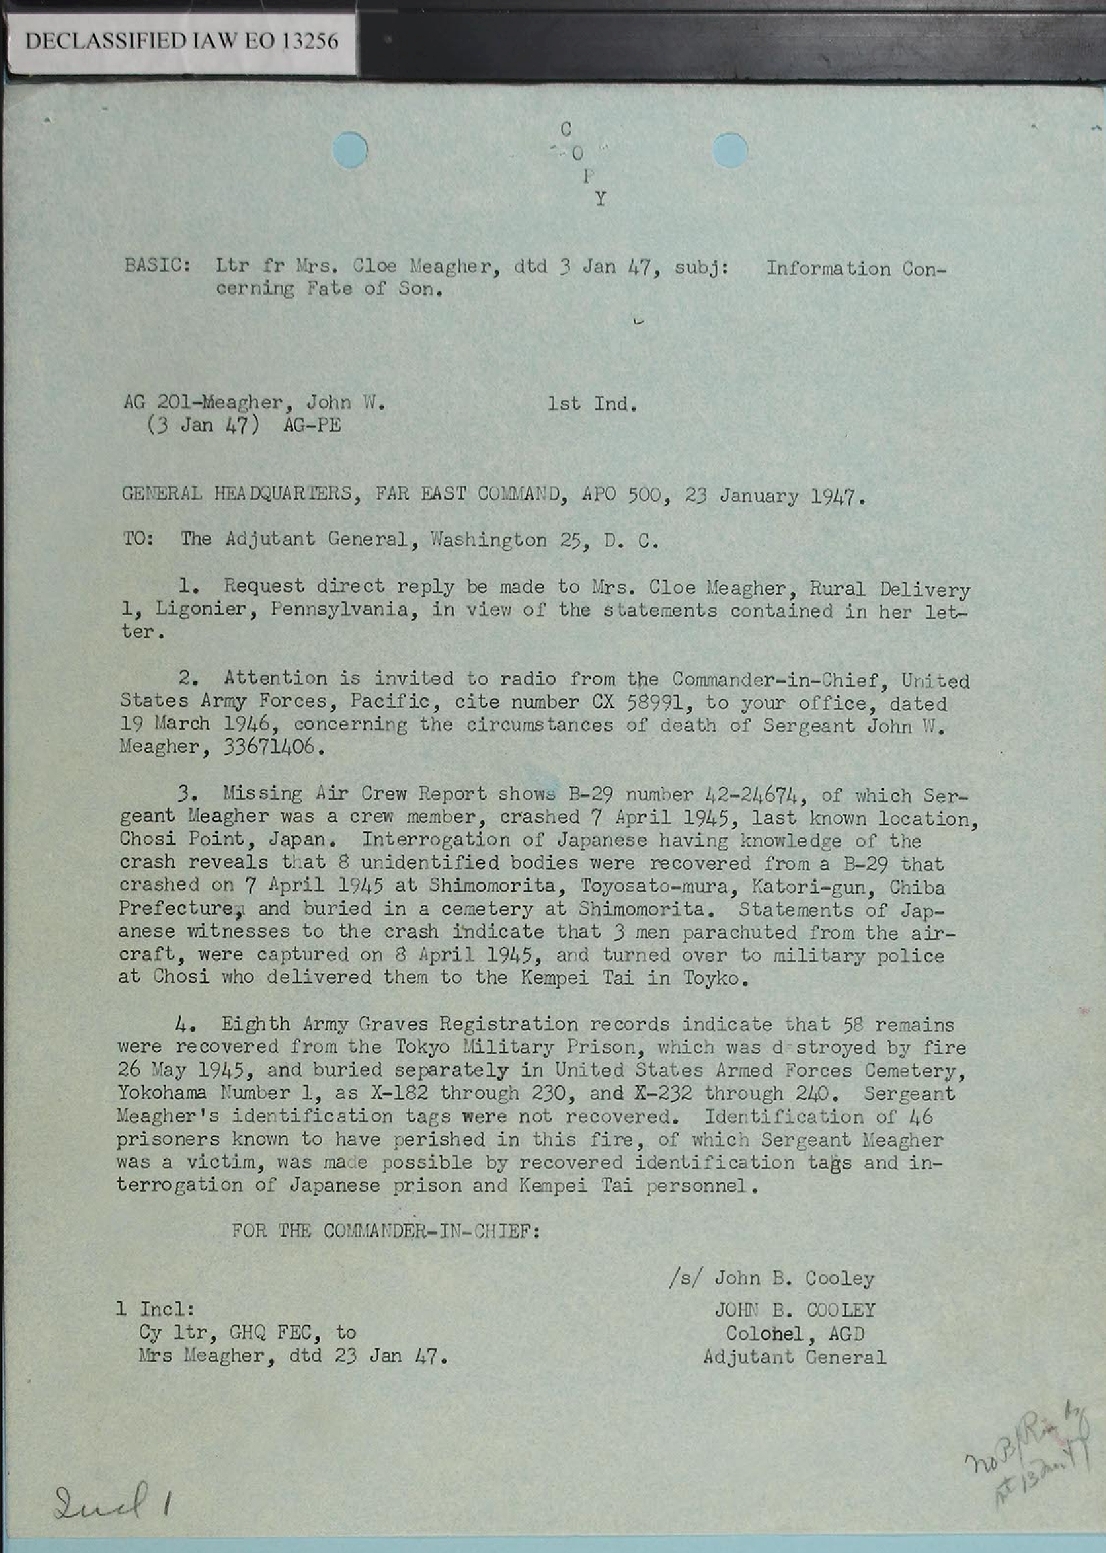 DECLASSIFIED IAW EO 13256
C
O
P
Y
BASIC: Ltr fr Mrs. Cloe Meagher, dtd 3 Jan 47, subj: Information Con-
cerning Fate of Son.
AG 201-Meagher, John W. 1st Ind.
(3 Jan 47) AG-PE
GENERAL HEADQUARTERS, FAR EAST COMMAND, APO 500, 23 January 1947.
TO: The Adjutant General, Washington 25, D. C.
1. Request direct reply be made to Mrs. Cloe Meagher, Rural Delivery
1, Ligonier, Pennsylvania, in view of the statements contained in her let-
ter.
2. Attention is invited to radio from the Commander-in-Chief, United
States Army Forces, Pacific, cite number CX 58991, to your office, dated
19 March 1946, concerning the circumstances of death of Sergeant John W.
Meagher, 33671406.
3. Missing Air Crew Report shows B-29 number 42-24674, of which Ser-
geant Meagher was a crew member, crashed 7 April 1945, last known location,
Chosi Point, Japan. Interrogation of Japanese having knowledge of the
crash reveals that 8 unidentified bodies were recovered from a B-29 that
crashed on 7 April 1945 at Shimomorita, Toyosato-mura, Katori-gun, Chiba
Prefecture, and buried in a cemetery at Shimomorita. Statements of Jap-
anese witnesses to the crash indicate that 3 men parachuted from the air-
craft, were captured on 8 April 1945, and turned over to military police
at Chosi who delivered them to the Kempei Tai in Toyko.
4. Eighth Army Graves Registration records indicate that 58 remains
were recovered from the Tokyo Military Prison, which was destroyed by fire
26 May 1945, and buried separately in United States Armed Forces Cemetery,
Yokohama Number 1, as X-182 through 230, and X-232 through 240. Sergeant
Meagher's identification tags were not recovered. Identification of 46
prisoners known to have perished in this fire, of which Sergeant Meagher
was a victim, was made possible by recovered identification tags and in-
terrogation of Japanese prison and Kempei Tai personnel.
FOR THE COMMANDER-IN-CHIEF:
/s/ John B. Cooley
1 Incl: JOHN B. COOLEY
Cy ltr, GHQ FEC, to Colonel, AGD
Mrs Meagher, dtd 23 Jan 47. Adjutant General
Incl 1